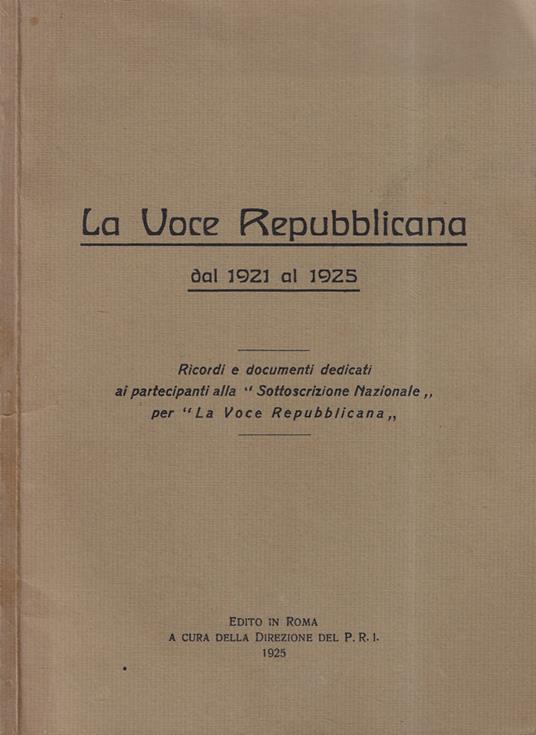 La Voce Repubblicana
dal 1921 al 1925
Ricordi e documenti dedicati
ai partecipanti alla “ Sottoscrizione Nazionale „
per “ La Voce Repubblicana „
Edito in Roma
a cura della Direzione del P. R. I.
1925